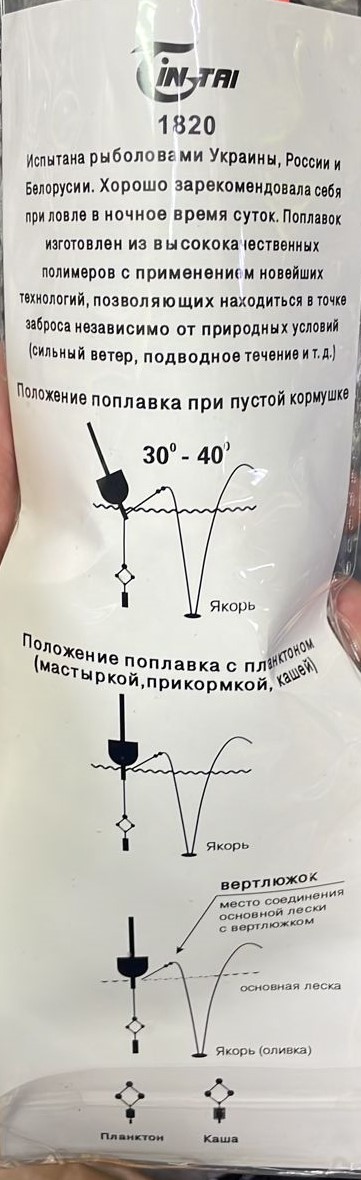 IN-TAI
1820
Испытана рыболовами Украины, России и
Белорусии. Хорошо зарекомендовала себя
при ловле в ночное время суток. Поплавок
изготовлен из высококачественных
полимеров с применением новейших
технологий, позволяющих находиться в точке
заброса независимо от природных условий
(сильный ветер, подводное течение и т.д.)
Положение поплавка при пустой кормушке
30⁰ - 40⁰
Якорь
Положение поплавка с планктоном
(мастыркой,прикормкой, кашей)
Якорь
вертлюжок
место соединения
основной лески
с вертлюжком
основная леска
Якорь (оливка)
Планктон
Каша